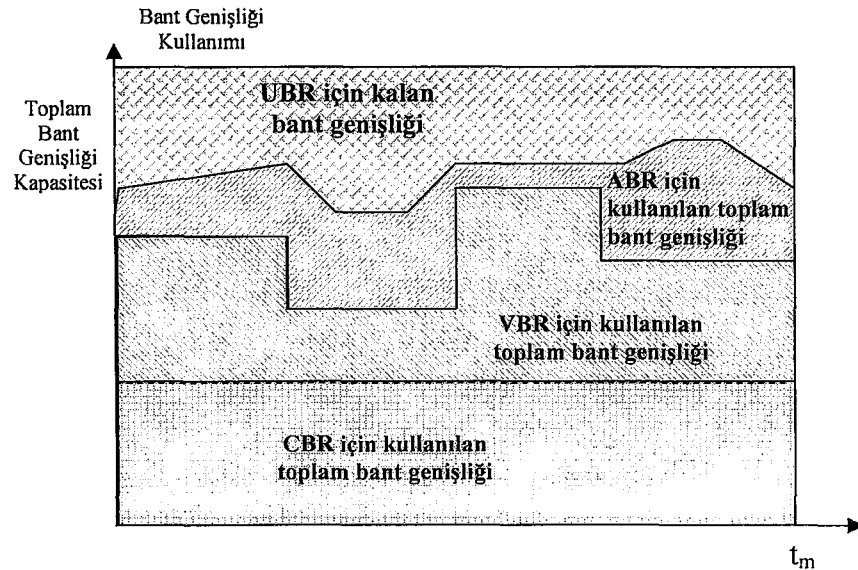 Bant Genişliği
Kullanımı
Toplam
Bant
Genişliği
Kapasitesi
UBR için kalan
bant genişliği
ABR için
kullanılan toplam
bant genişliği
VBR için kullanılan
toplam bant genişliği
CBR için kullanılan
toplam bant genişliği
tm